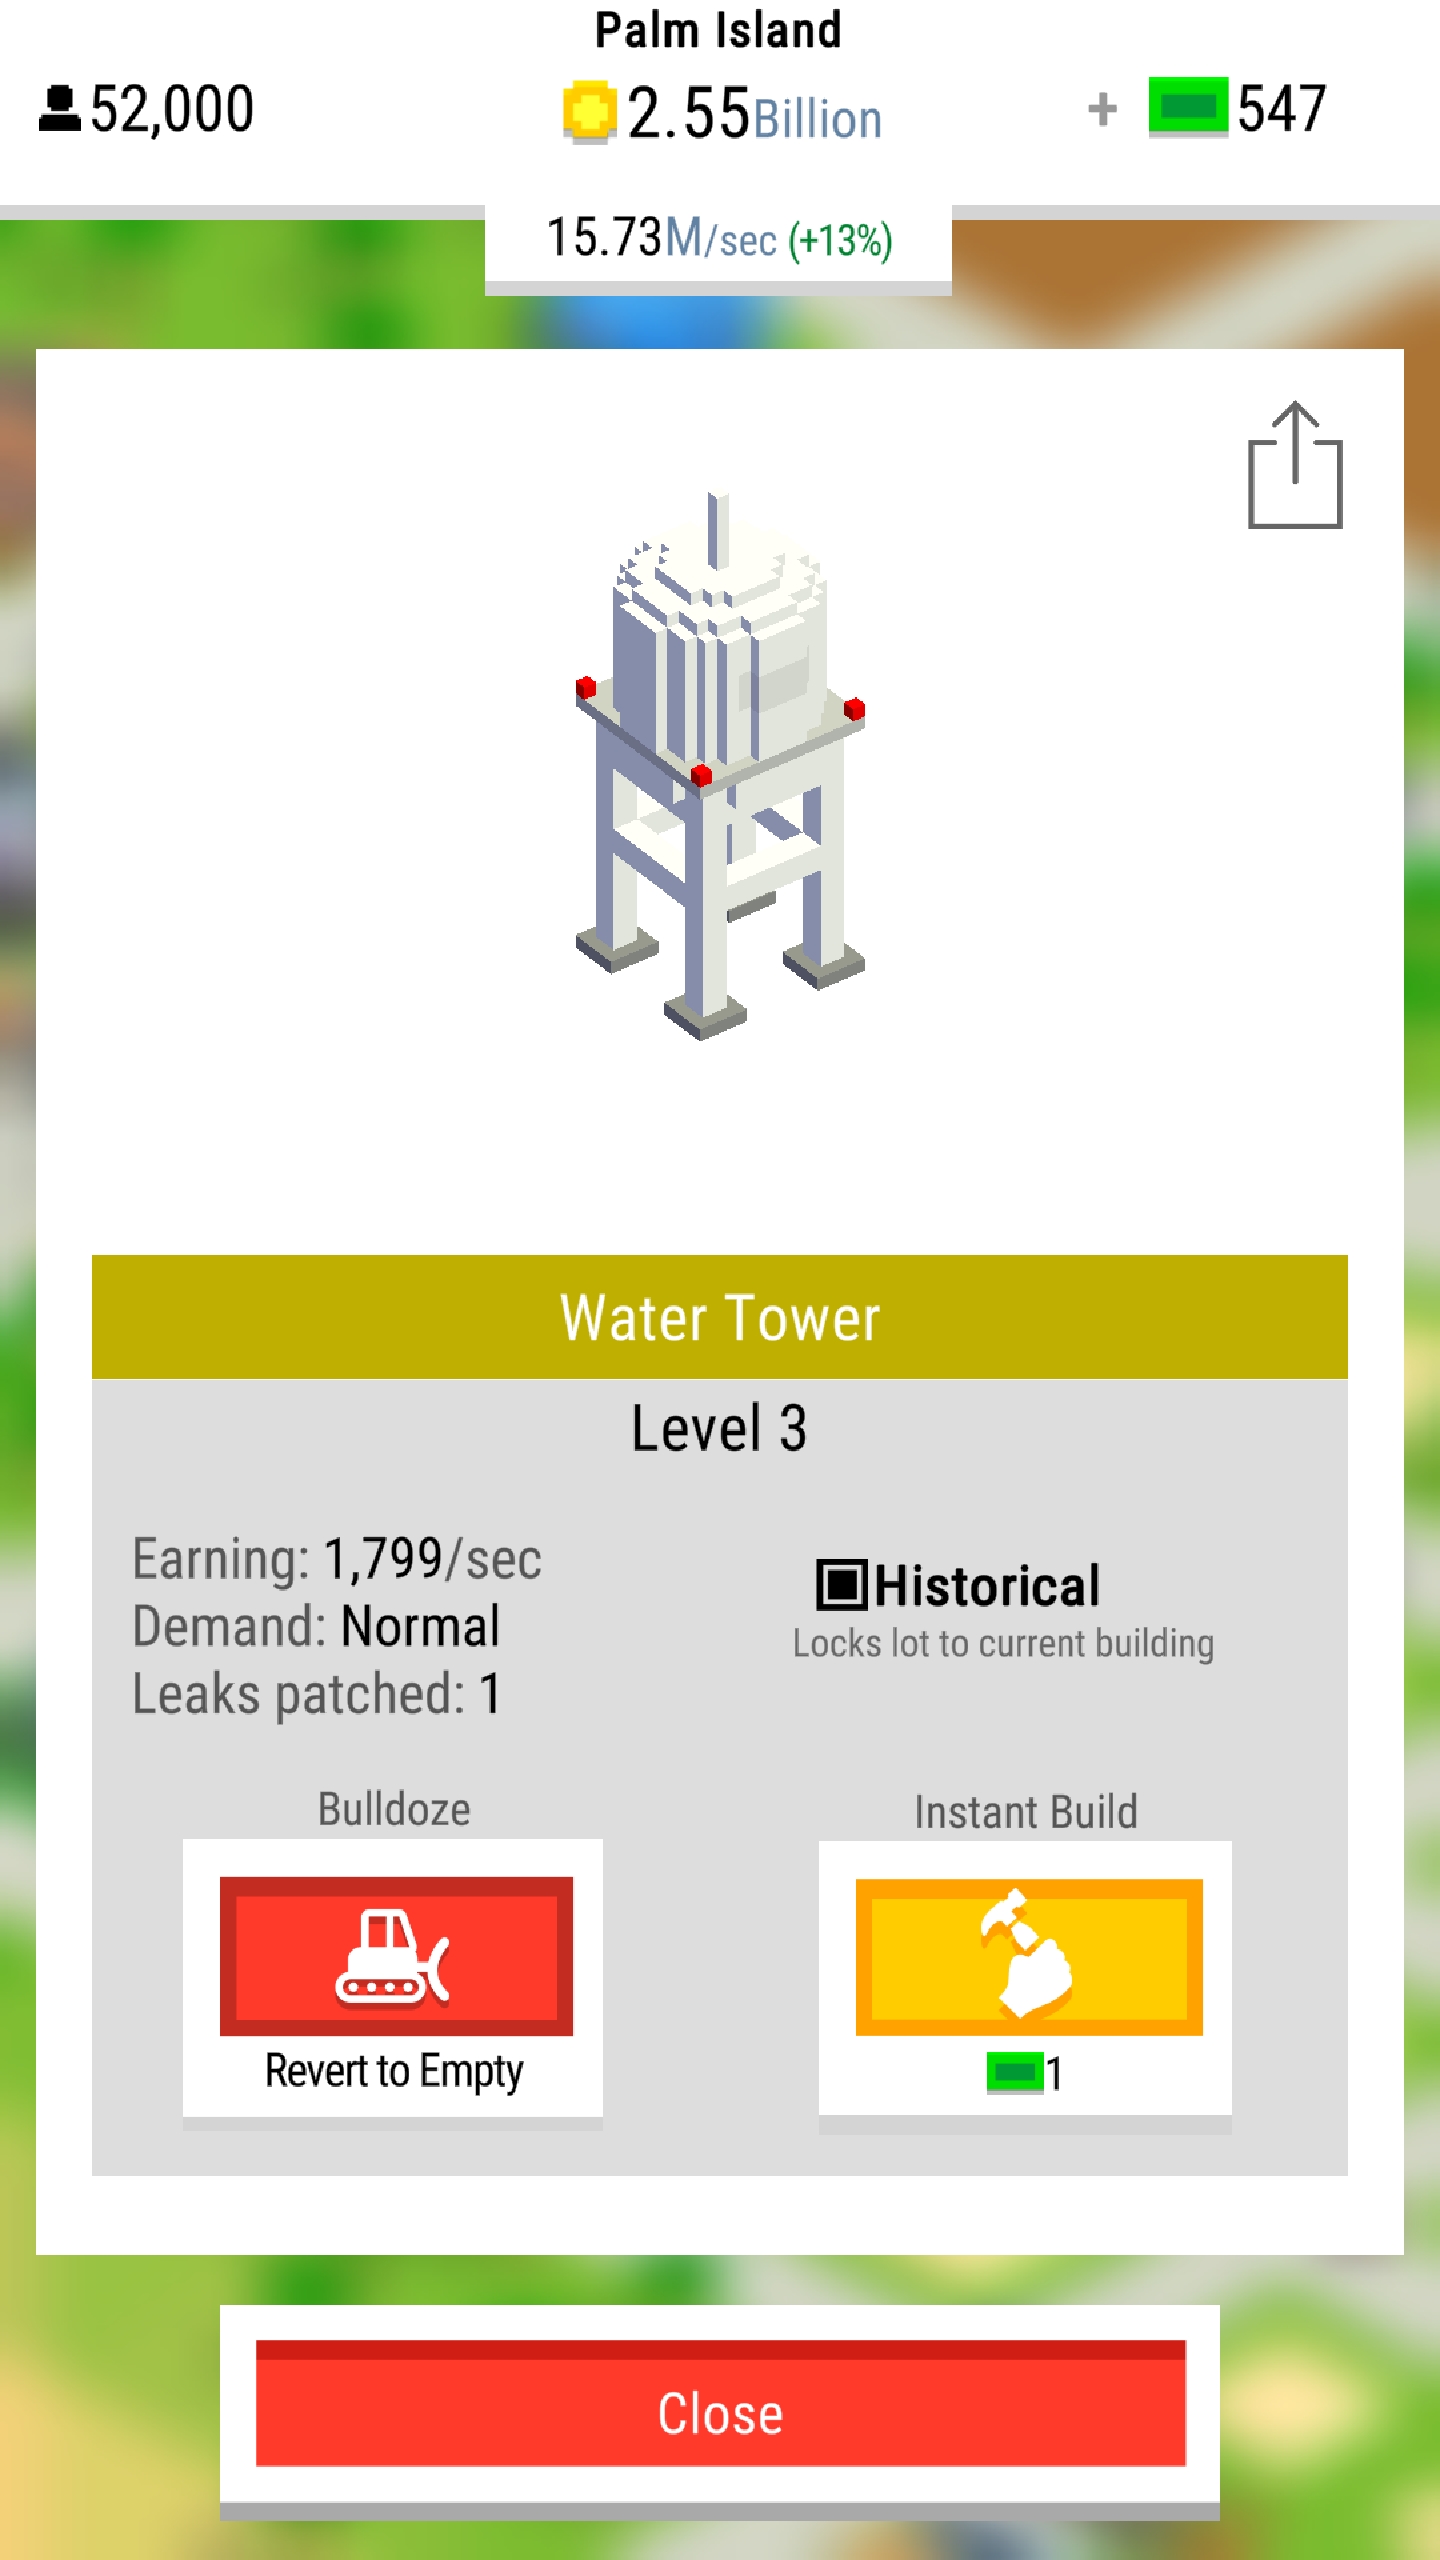 Palm Island
52,000
2.55Billion
+ 547
15.73M/sec (+13%)
Water Tower
Level 3
Earning: 1,799/sec
Demand: Normal
Leaks patched: 1
Historical
Locks lot to current building
Bulldoze
Revert to Empty
Instant Build
1
Close